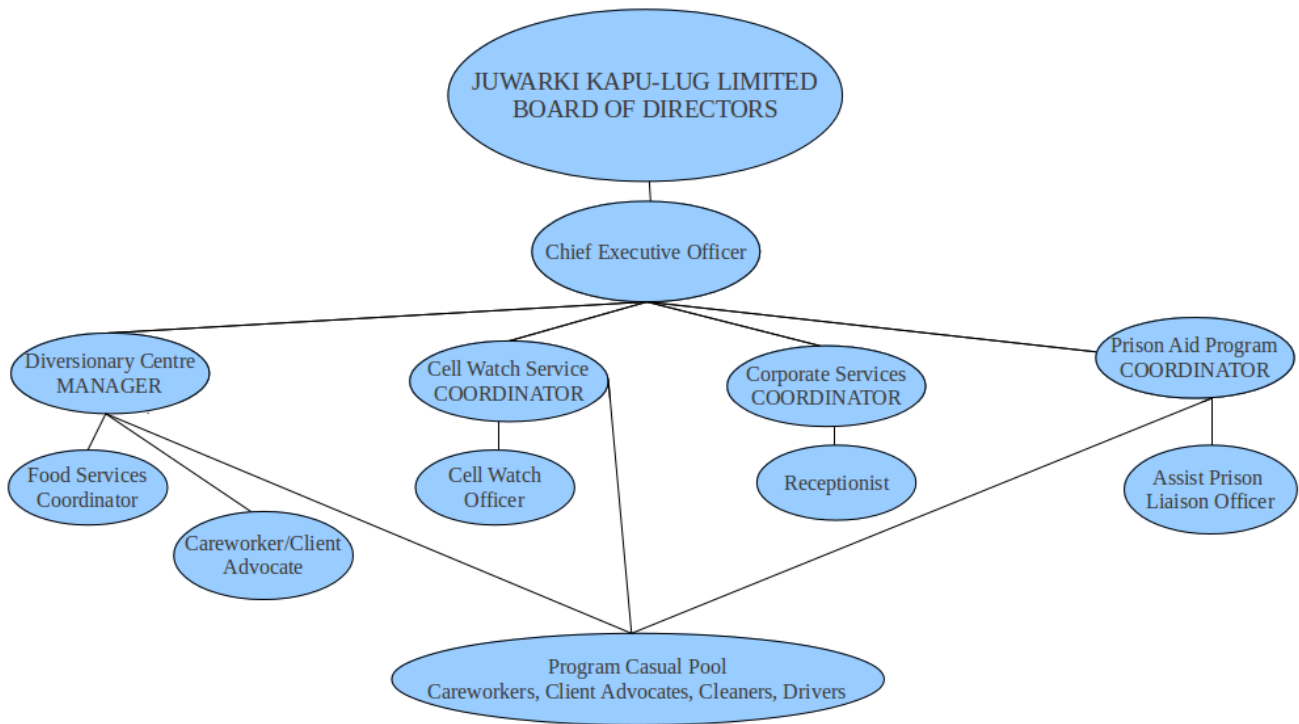 JUWARKI KAPU-LUG LIMITED
BOARD OF DIRECTORS
Chief Executive Officer
Diversionary Centre
MANAGER
Cell Watch Service
COORDINATOR
Corporate Services
COORDINATOR
Prison Aid Program
COORDINATOR
Food Services
Coordinator
Cell Watch
Officer
Receptionist
Assist Prison
Liaison Officer
Careworker/Client
Advocate
Program Casual Pool
Careworkers, Client Advocates, Cleaners, Drivers